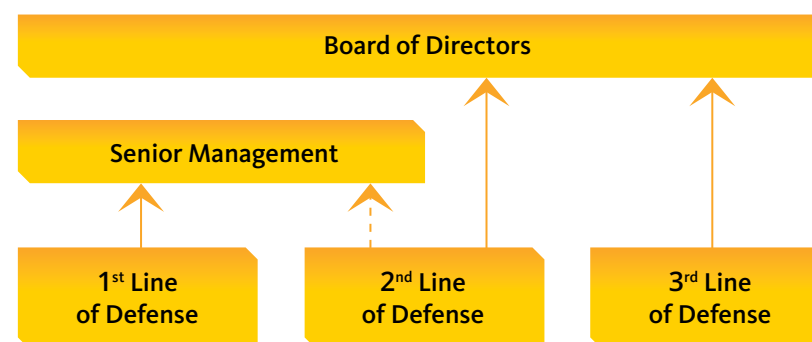 Board of Directors
Senior Management
1st Line
of Defense
2nd Line
of Defense
3rd Line
of Defense